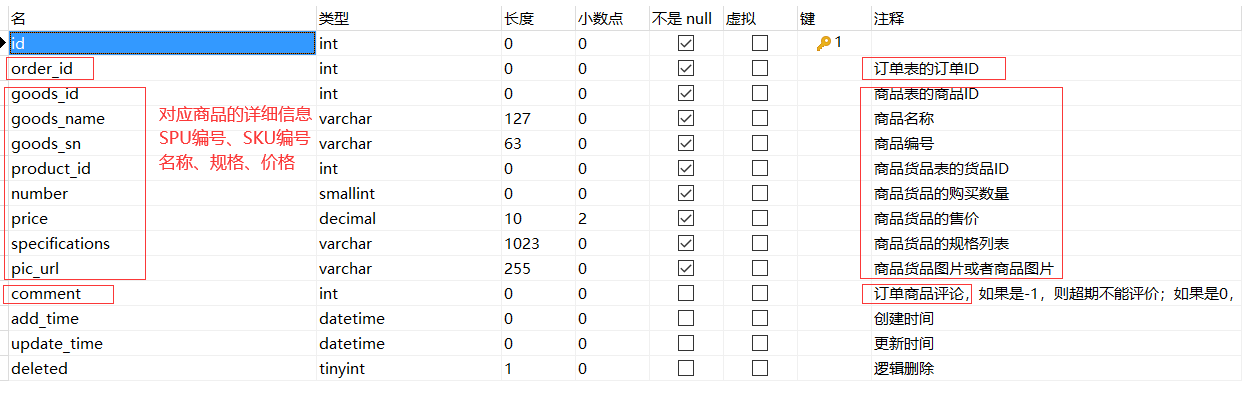 名 类型 长度 小数点 不是 null 虚拟 键 注释
id int 0 0 1
order_id int 0 0 订单表的订单ID
goods_id int 0 0 商品表的商品ID
goods_name varchar 127 0 商品名称
goods_sn varchar 63 0 商品编号
product_id int 0 0 商品货品表的货品ID
number smallint 0 0 商品货品的购买数量
price decimal 10 2 商品货品的售价
specifications varchar 1023 0 商品货品的规格列表
pic_url varchar 255 0 商品货品图片或者商品图片
comment int 0 0 订单商品评论，如果是-1，则超期不能评价；如果是0，
add_time datetime 0 0 创建时间
update_time datetime 0 0 更新时间
deleted tinyint 1 0 逻辑删除
对应商品的详细信息
SPU编号、SKU编号
名称、规格、价格